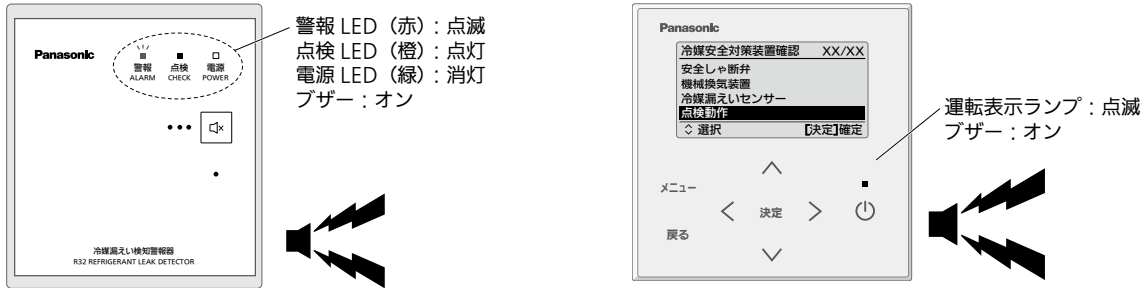 Panasonic
警報
ALARM
点検
CHECK
電源
POWER
冷媒漏えい検知警報器
R32 REFRIGERANT LEAK DETECTOR
警報 LED（赤）: 点滅
点検 LED（橙）: 点灯
電源 LED（緑）: 消灯
ブザー : オン
Panasonic
冷媒安全対策装置確認 XX/XX
安全しゃ断弁
機械換気装置
冷媒漏えいセンサー
点検動作
選択 【決定】確定
メニュー
決定
戻る
運転表示ランプ : 点滅
ブザー : オン